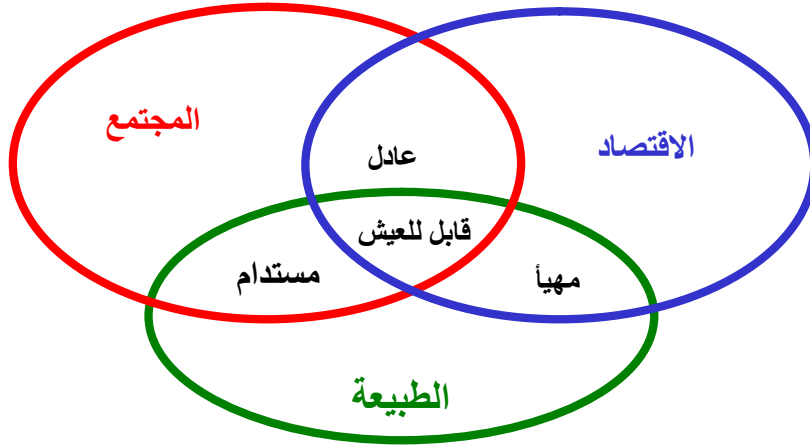 المجتمع
الاقتصاد
عادل
قابل للعيش
مستدام
مهيأ
الطبيعة